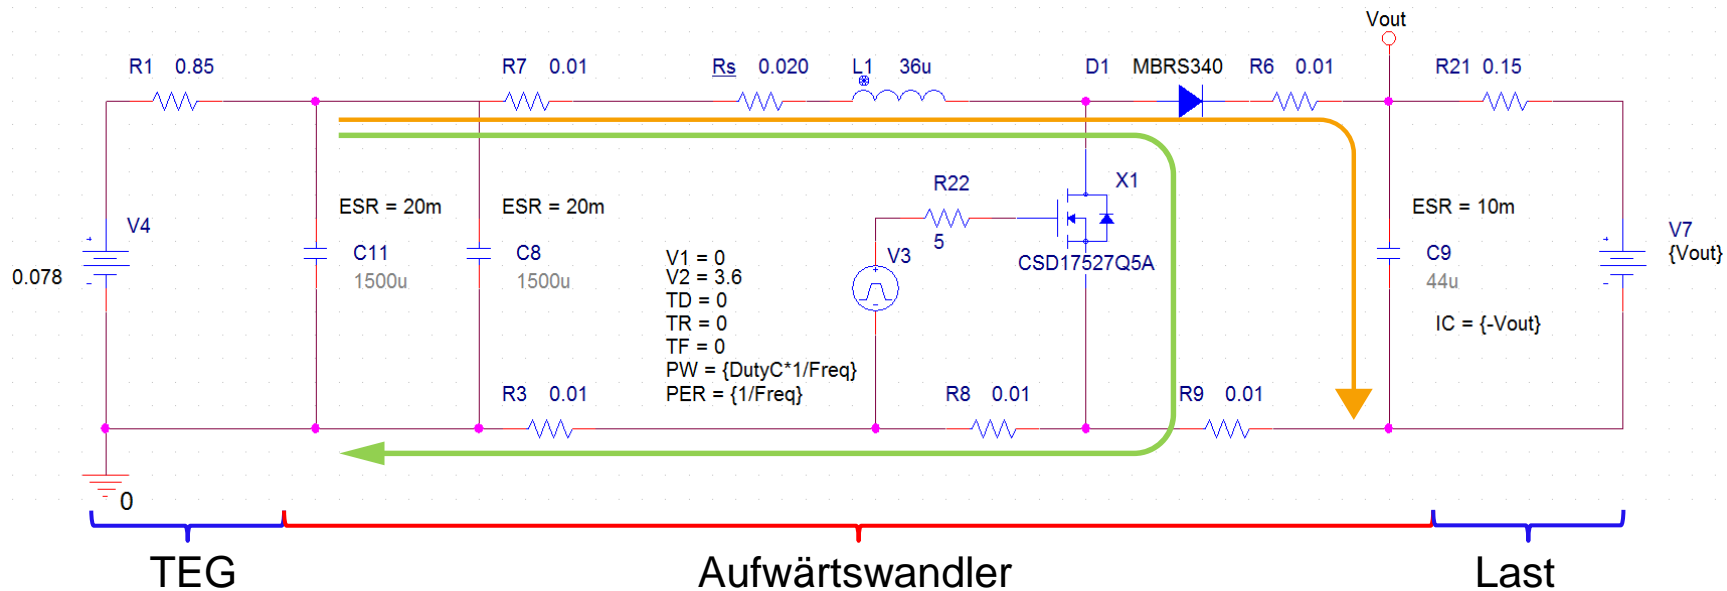 Vout
R1 0.85
R7 0.01
Rs 0.020
L1 36u
D1 MBRS340
R6 0.01
R21 0.15
V4
0.078
ESR = 20m
C11
1500u
ESR = 20m
C8
1500u
V1 = 0
V2 = 3.6
TD = 0
TR = 0
TF = 0
PW = {DutyC*1/Freq}
PER = {1/Freq}
V3
R22
5
X1
CSD17527Q5A
ESR = 10m
C9
44u
IC = {-Vout}
V7
{Vout}
R3 0.01
R8 0.01
R9 0.01
0
TEG
Aufwärtswandler
Last